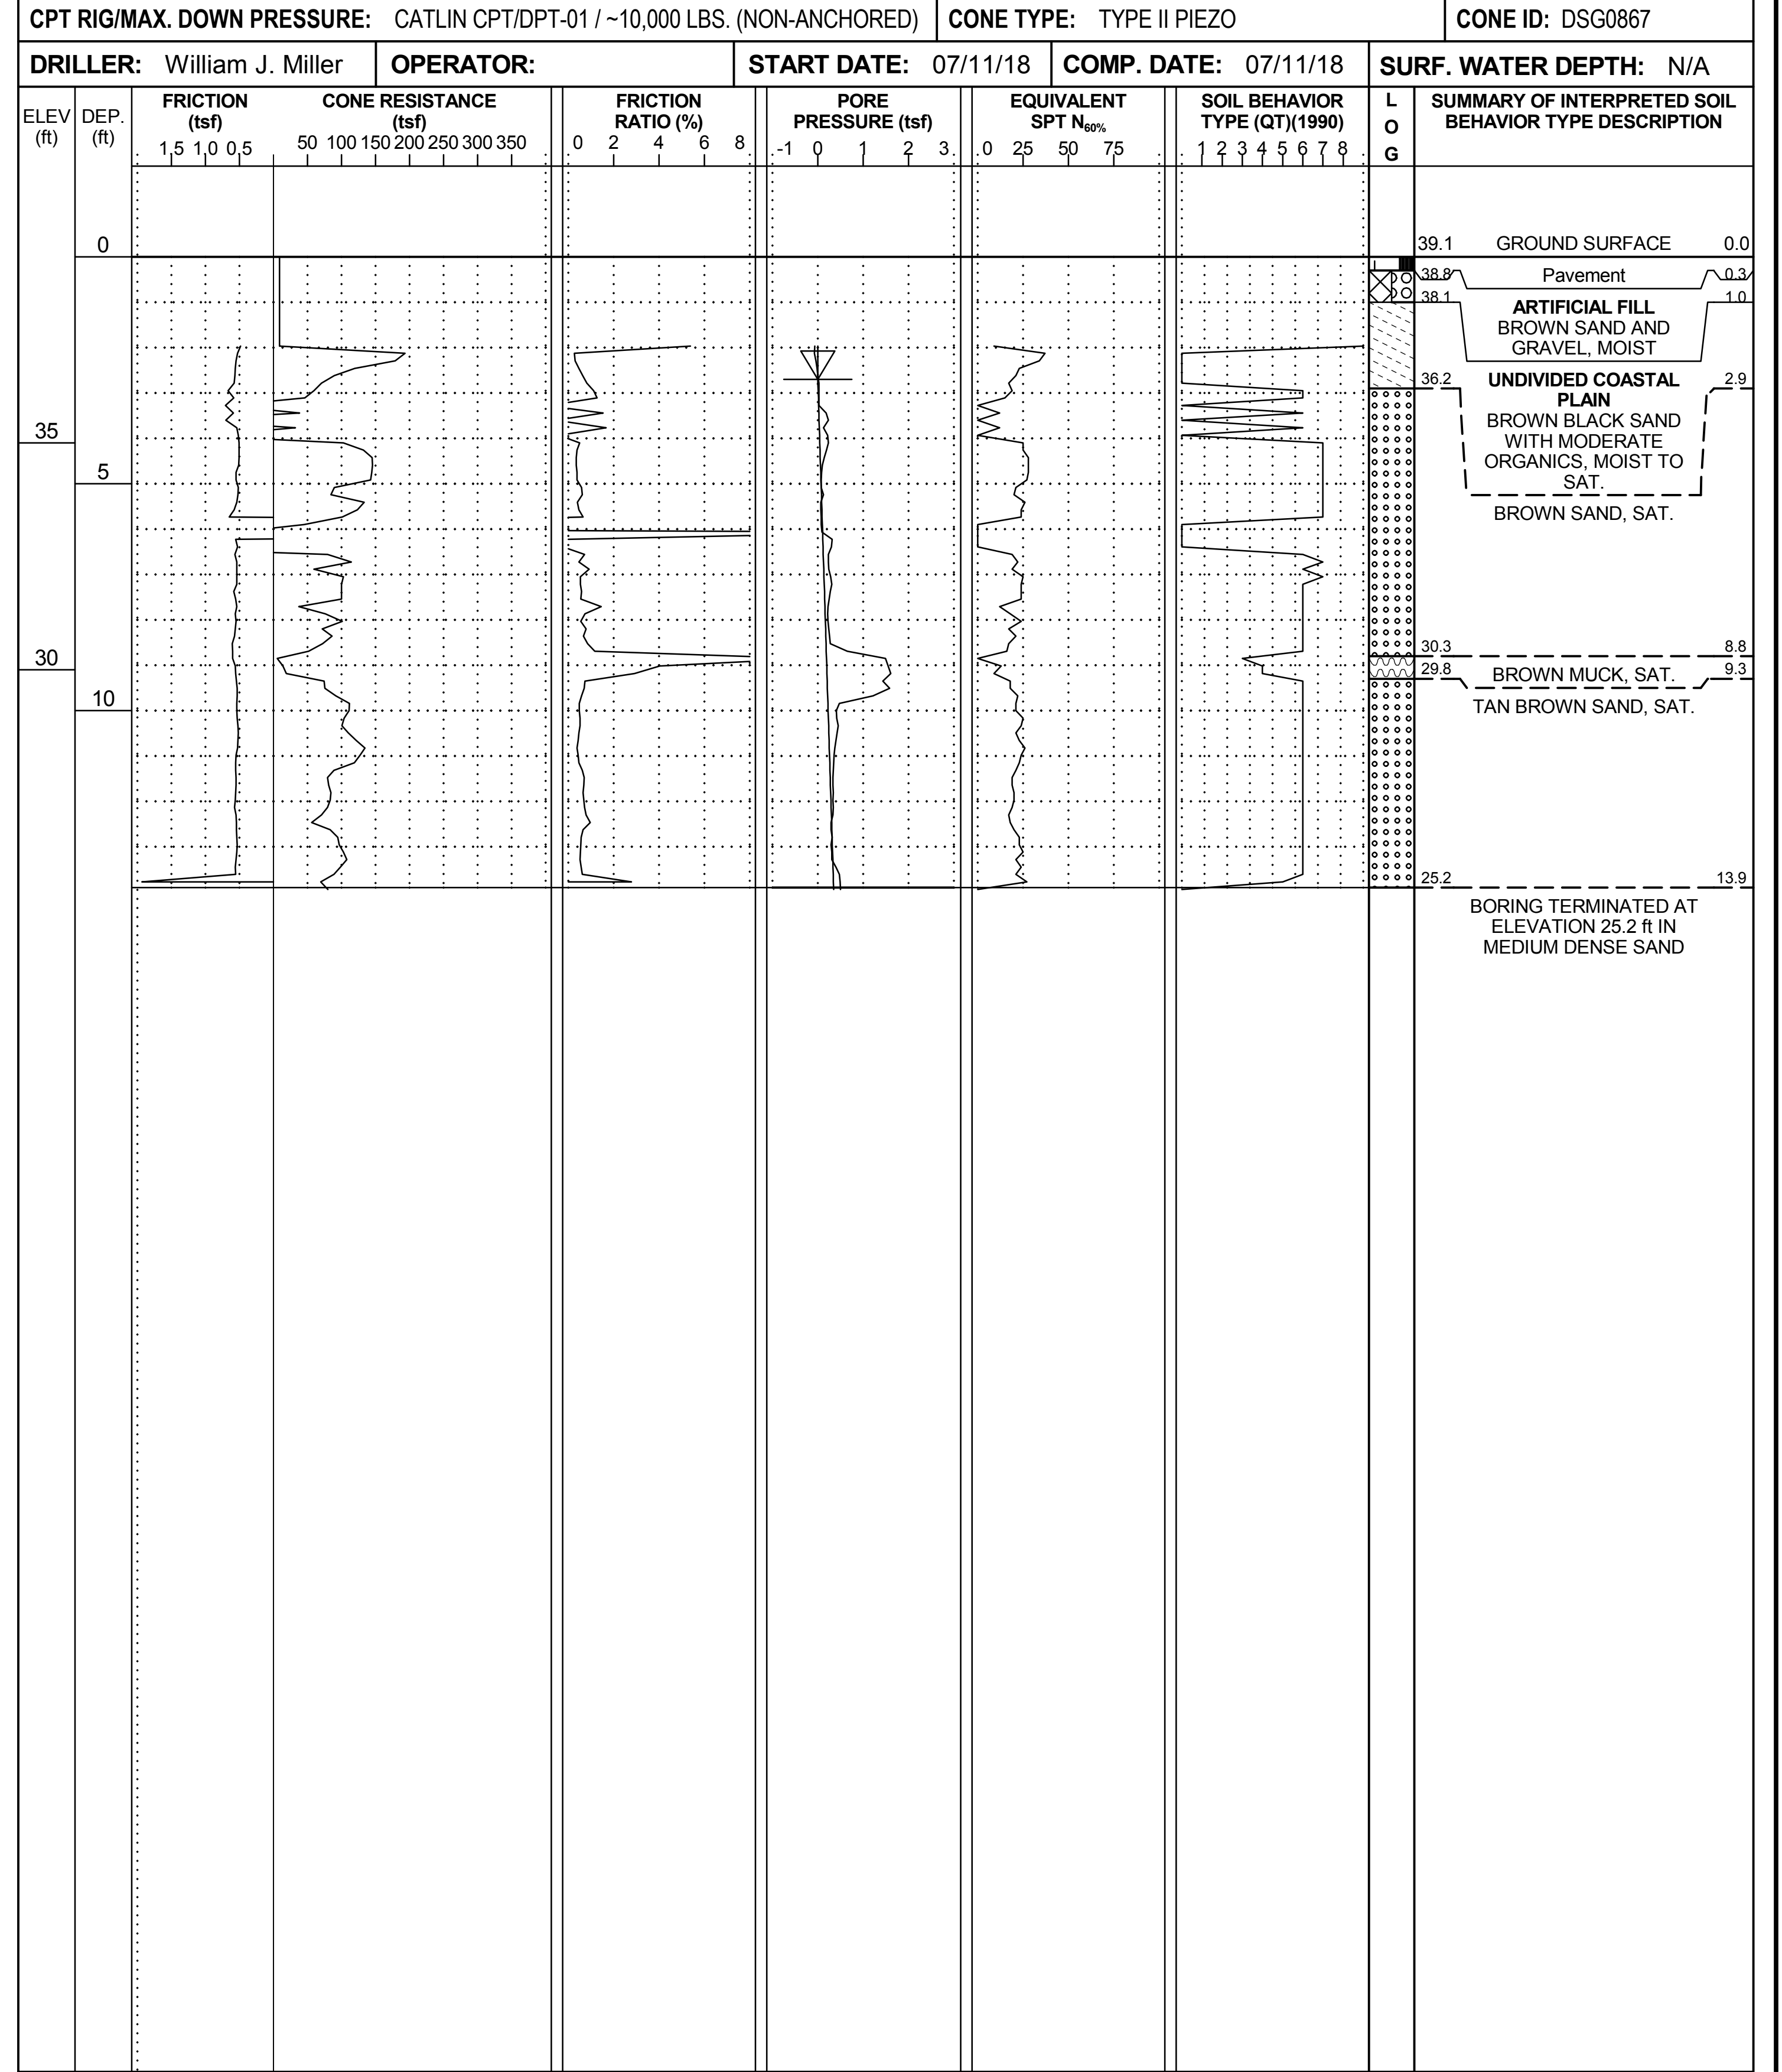 CPT RIG/MAX. DOWN PRESSURE: CATLIN CPT/DPT-01 / ~10,000 LBS. (NON-ANCHORED) CONE TYPE: TYPE II PIEZO CONE ID: DSG0867
DRILLER: William J. Miller OPERATOR: START DATE: 07/11/18 COMP. DATE: 07/11/18 SURF. WATER DEPTH: N/A
ELEV (ft)
DEP. (ft)
FRICTION (tsf)
1.5 1.0 0.5
CONE RESISTANCE (tsf)
50 100 150 200 250 300 350
FRICTION RATIO (%)
0 2 4 6 8
PORE PRESSURE (tsf)
-1 0 1 2 3
EQUIVALENT SPT N60%
0 25 50 75
SOIL BEHAVIOR TYPE (QT)(1990)
1 2 3 4 5 6 7 8
L
O
G
SUMMARY OF INTERPRETED SOIL
BEHAVIOR TYPE DESCRIPTION
0
39.1 GROUND SURFACE 0.0
38.8 Pavement 0.3
38.1 1.0
ARTIFICIAL FILL
BROWN SAND AND
GRAVEL, MOIST
36.2 UNDIVIDED COASTAL 2.9
PLAIN
BROWN BLACK SAND
35
WITH MODERATE
ORGANICS, MOIST TO
5
SAT.
BROWN SAND, SAT.
30.3 8.8
30
29.8 BROWN MUCK, SAT. 9.3
10
TAN BROWN SAND, SAT.
25.2 13.9
BORING TERMINATED AT
ELEVATION 25.2 ft IN
MEDIUM DENSE SAND